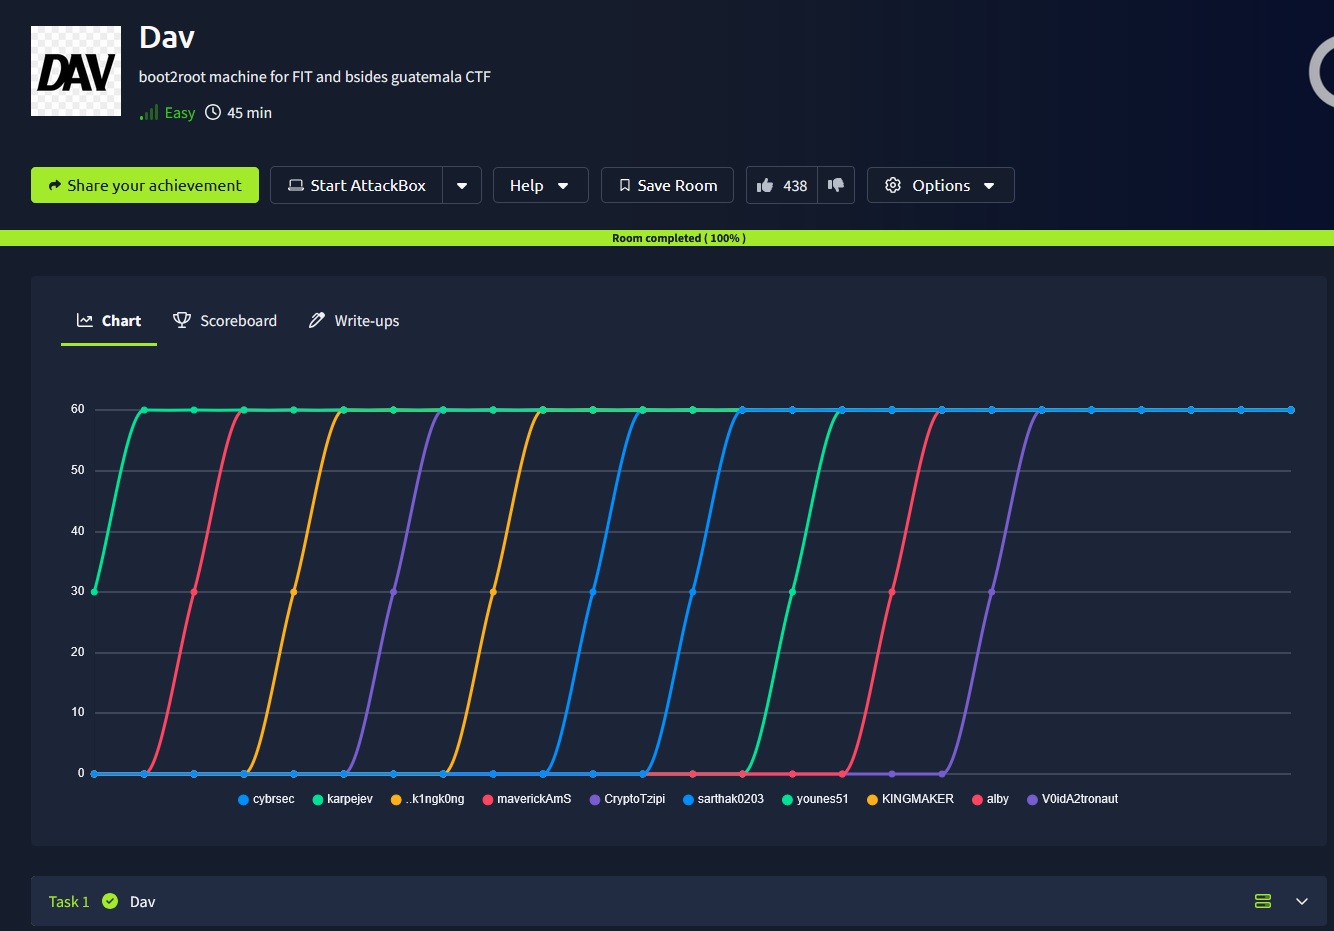 DAV
Dav
boot2root machine for FIT and bsides guatemala CTF
Easy 45 min
Share your achievement Start AttackBox Help Save Room 438 Options
Room completed ( 100% )
Chart Scoreboard Write-ups
60
50
40
30
20
10
0
cybrsec karpejev ..k1ngk0ng maverickAmS CryptoTzipi sarthak0203 younes51 KINGMAKER alby V0idA2tronaut
Task 1 Dav